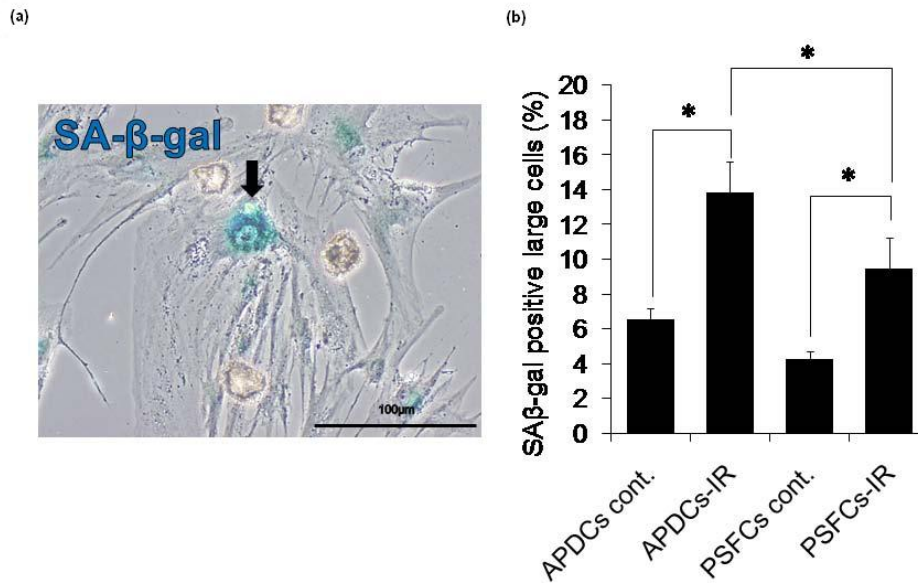 (a)
SA-β-gal
100μm
(b)
SAβ-gal positive large cells (%)
20
18
16
14
12
10
8
6
4
2
0
*
*
*
APDCs cont.
APDCs-IR
PSFCs cont.
PSFCs-IR